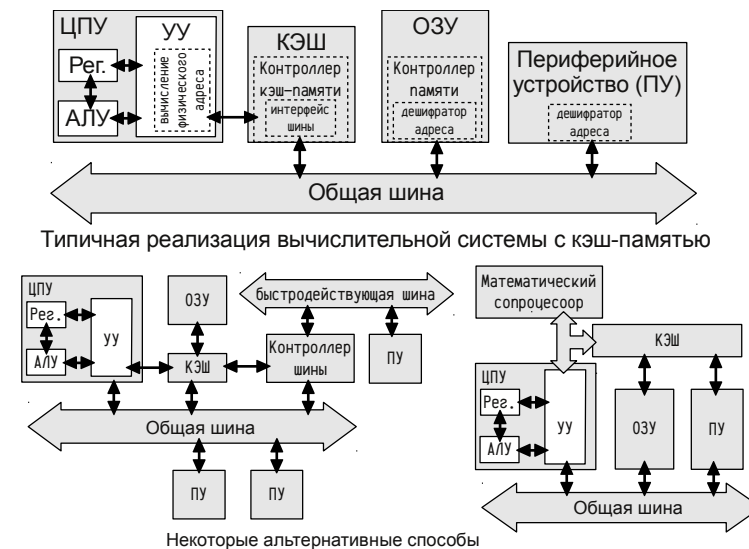 ЦПУ
УУ
Рег.
АЛУ
вычисление
физического
адреса
КЭШ
Контроллер
кэш-памяти
интерфейс
шины
ОЗУ
Контроллер
памяти
дешифратор
адреса
Периферийное
устройство (ПУ)
дешифратор
адреса
Общая шина
Типичная реализация вычислительной системы с кэш-памятью
ЦПУ
Рег.
АЛУ
УУ
ОЗУ
КЭШ
быстродействующая шина
Контроллер
шины
ПУ
Общая шина
ПУ
ПУ
Математический
сопроцесоор
КЭШ
ЦПУ
Рег.
АЛУ
УУ
ОЗУ
ПУ
Общая шина
Некоторые альтернативные способы